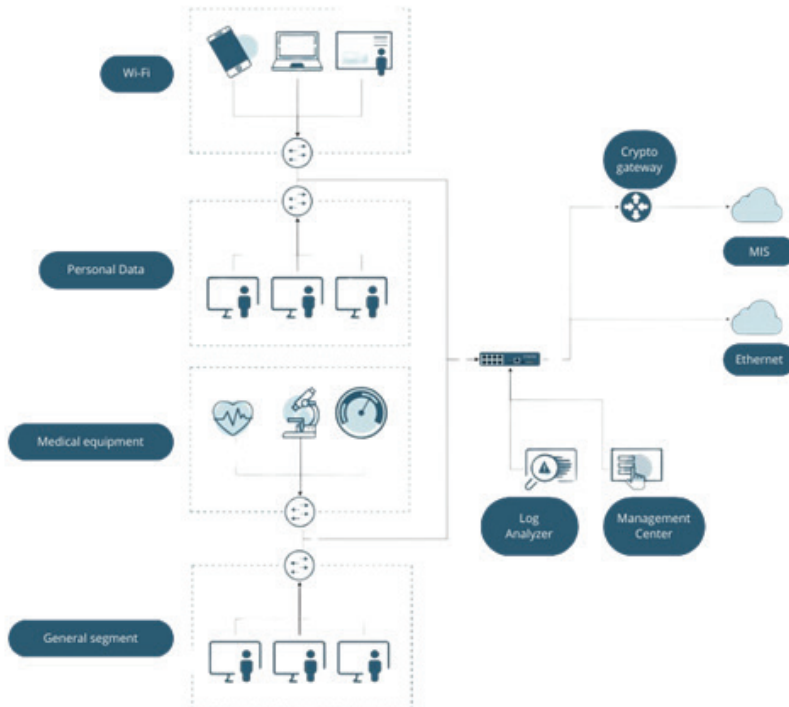 Wi-Fi
Crypto
gateway
Personal Data
MIS
Ethernet
Medical equipment
Log
Analyzer
Management
Center
General segment